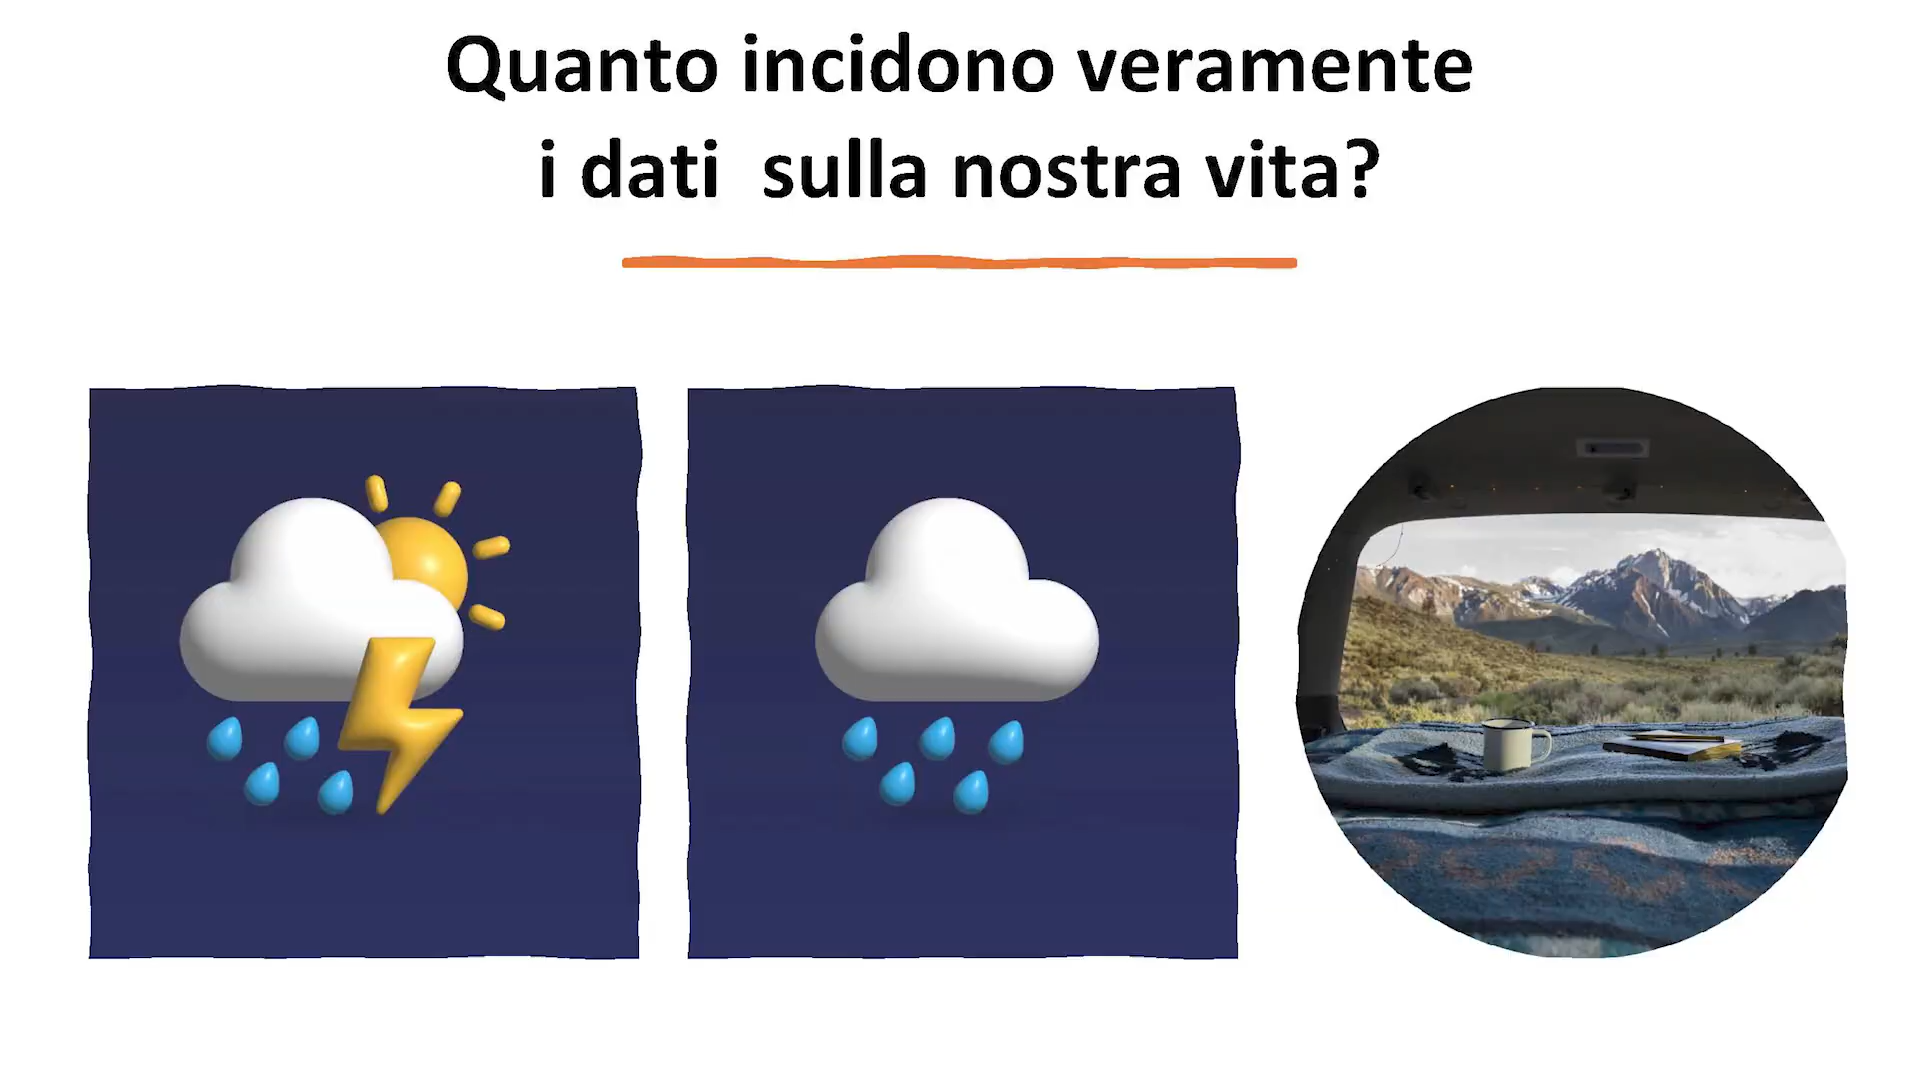 Quanto incidono veramente
i dati  sulla nostra vita?